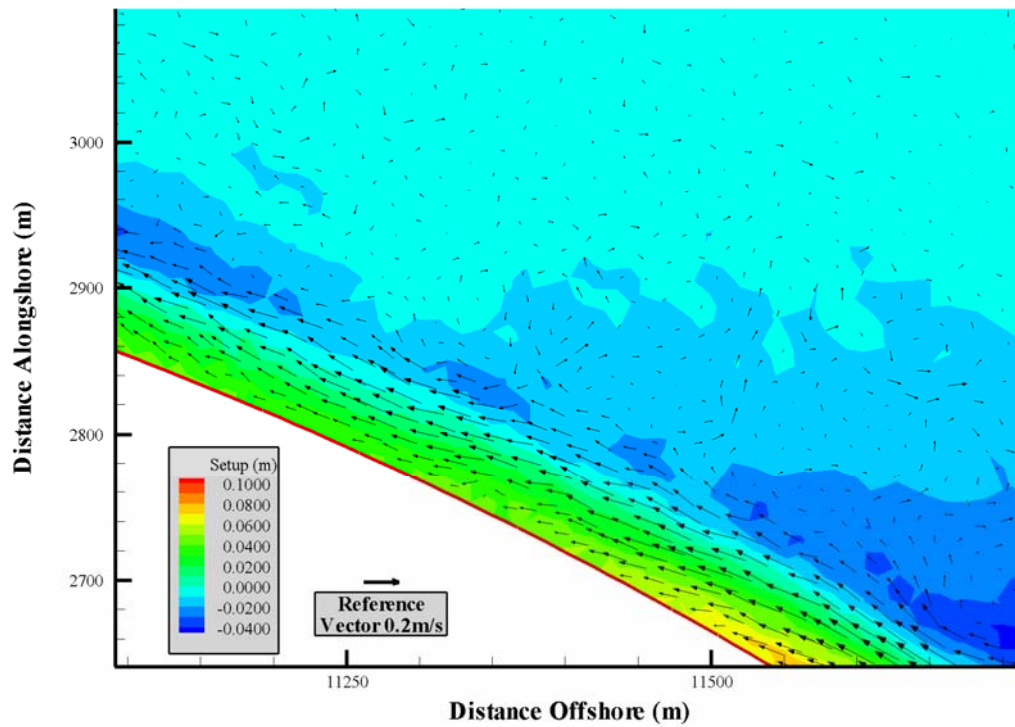 3000
2900
2800
2700
Distance Alongshore (m)
Setup (m)
0.1000
0.0800
0.0600
0.0400
0.0200
0.0000
-0.0200
-0.0400
Reference
Vector 0.2m/s
11250
11500
Distance Offshore (m)